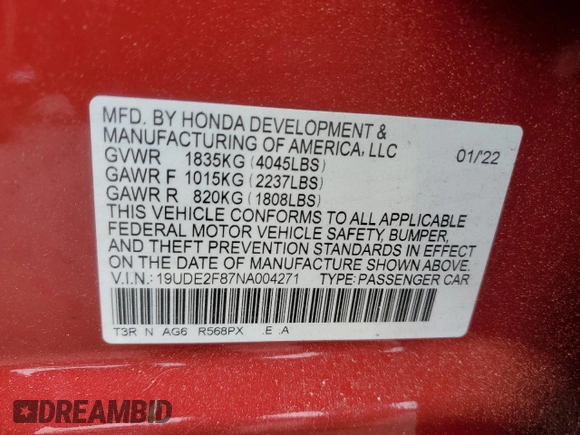 MFD. BY HONDA DEVELOPMENT &
MANUFACTURING OF AMERICA, LLC
GVWR 1835KG (4045LBS) 01/'22
GAWR F 1015KG (2237LBS)
GAWR R 820KG (1808LBS)
THIS VEHICLE CONFORMS TO ALL APPLICABLE
FEDERAL MOTOR VEHICLE SAFETY, BUMPER,
AND THEFT PREVENTION STANDARDS IN EFFECT
ON THE DATE OF MANUFACTURE SHOWN ABOVE.
V.I.N.: 19UDE2F87NA004271 TYPE: PASSENGER CAR
T3R N AG6 R568PX .E .A
DREAMBID